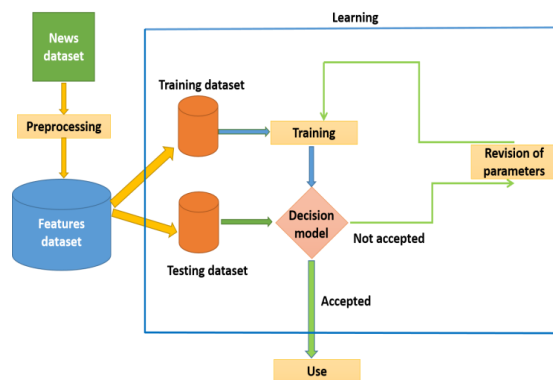 Learning
News
dataset
Training dataset
Preprocessing
Training
Revision of
parameters
Features
dataset
Decision
model
Not accepted
Testing dataset
Accepted
Use